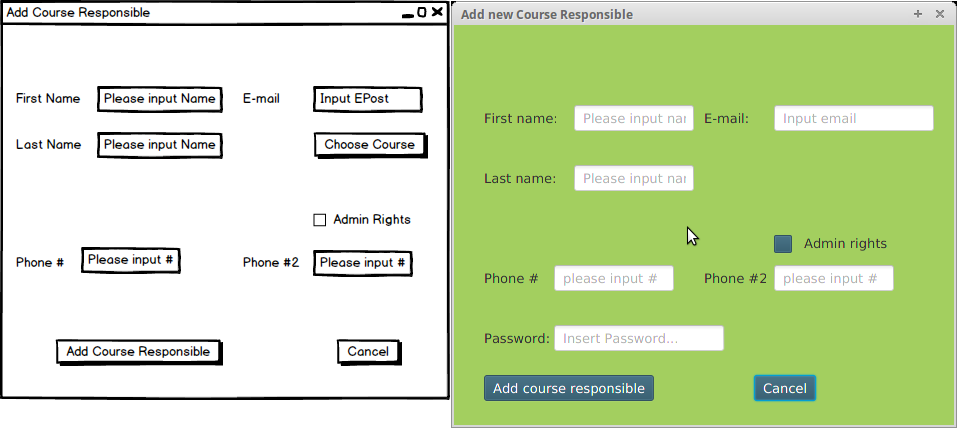 Add Course Responsible
First Name Please input Name E-mail Input EPost
Last Name Please input Name Choose Course
Admin Rights
Phone # Please input # Phone #2 Please input #
Add Course Responsible Cancel
Add new Course Responsible
First name: Please input nar E-mail: Input email
Last name: Please input nar
Admin rights
Phone # please input # Phone #2 please input #
Password: Insert Password...
Add course responsible Cancel